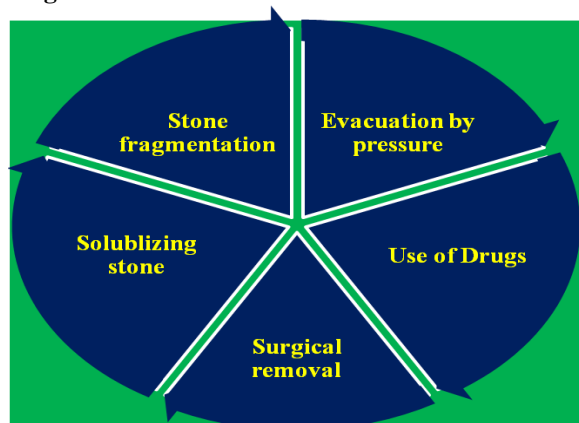 Stone
fragmentation
Evacuation by
pressure
Use of Drugs
Surgical
removal
Solublizing
stone